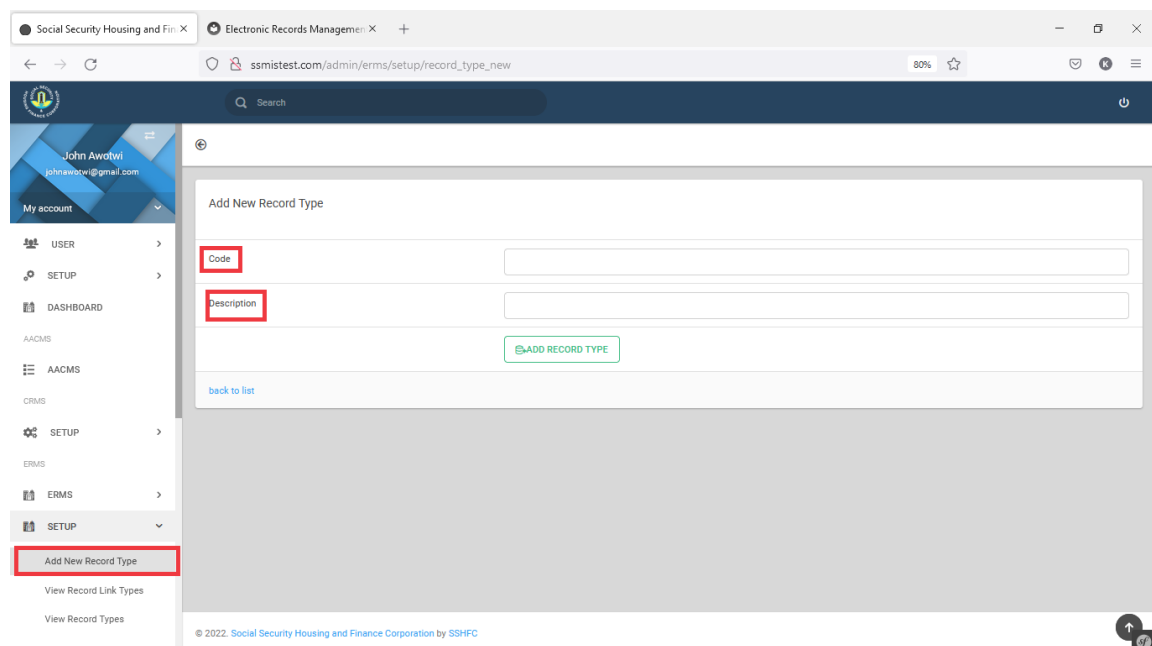 Social Security Housing and Fin
Electronic Records Managemen
ssmistest.com/admin/erms/setup/record_type_new
80%
K
Search
John Awotwi
johnawotwi@gmail.com
My account
USER
SETUP
DASHBOARD
AACMS
AACMS
CRMS
SETUP
ERMS
ERMS
SETUP
Add New Record Type
View Record Link Types
View Record Types
Add New Record Type
Code
Description
ADD RECORD TYPE
back to list
© 2022. Social Security Housing and Finance Corporation by SSHFC
sf